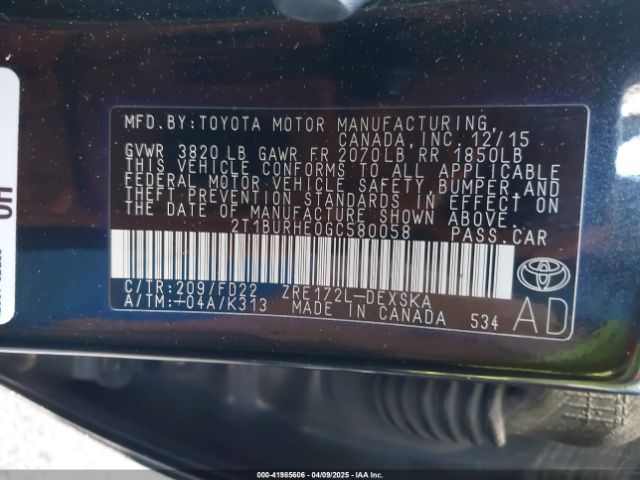 MFD.BY:TOYOTA MOTOR MANUFACTURING,
CANADA, INC. 12/15
GVWR 3820 LB GAWR FR 2070LB RR 1850LB
THIS VEHICLE CONFORMS TO ALL APPLICABLE
FEDERAL MOTOR VEHICLE SAFETY, BUMPER, AND
THEFT PREVENTION STANDARDS IN EFFECT ON
THE DATE OF MANUFACTURE SHOWN ABOVE.
2T1BURHE0GC580058 PASS.CAR
C/TR:209/FD22 ZRE172L-DEXSKA
A/TM:-04A/K313 MADE IN CANADA 534
AD
000-41985606 - 04/09/2025 - IAAI.com